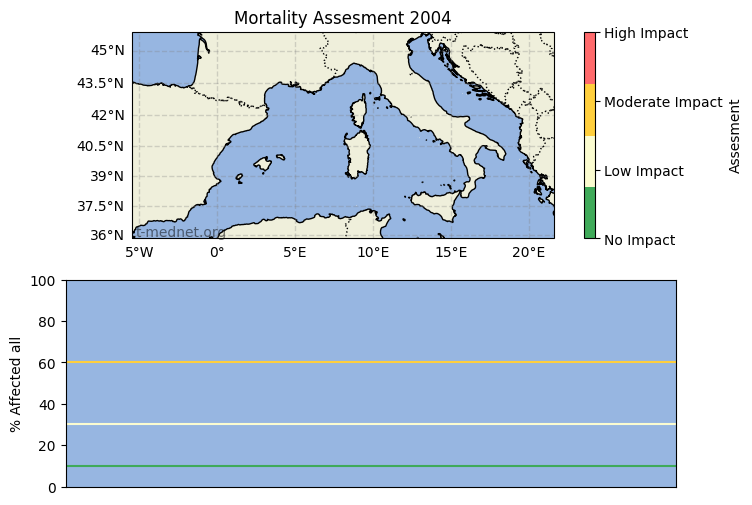 Mortality Assesment 2004
45°N
43.5°N
42°N
40.5°N
39°N
37.5°N
36°N
t-mednet.org
5°W 0° 5°E 10°E 15°E 20°E
High Impact
Moderate Impact
Low Impact
No Impact
Assesment
100
80
60
40
20
0
% Affected all